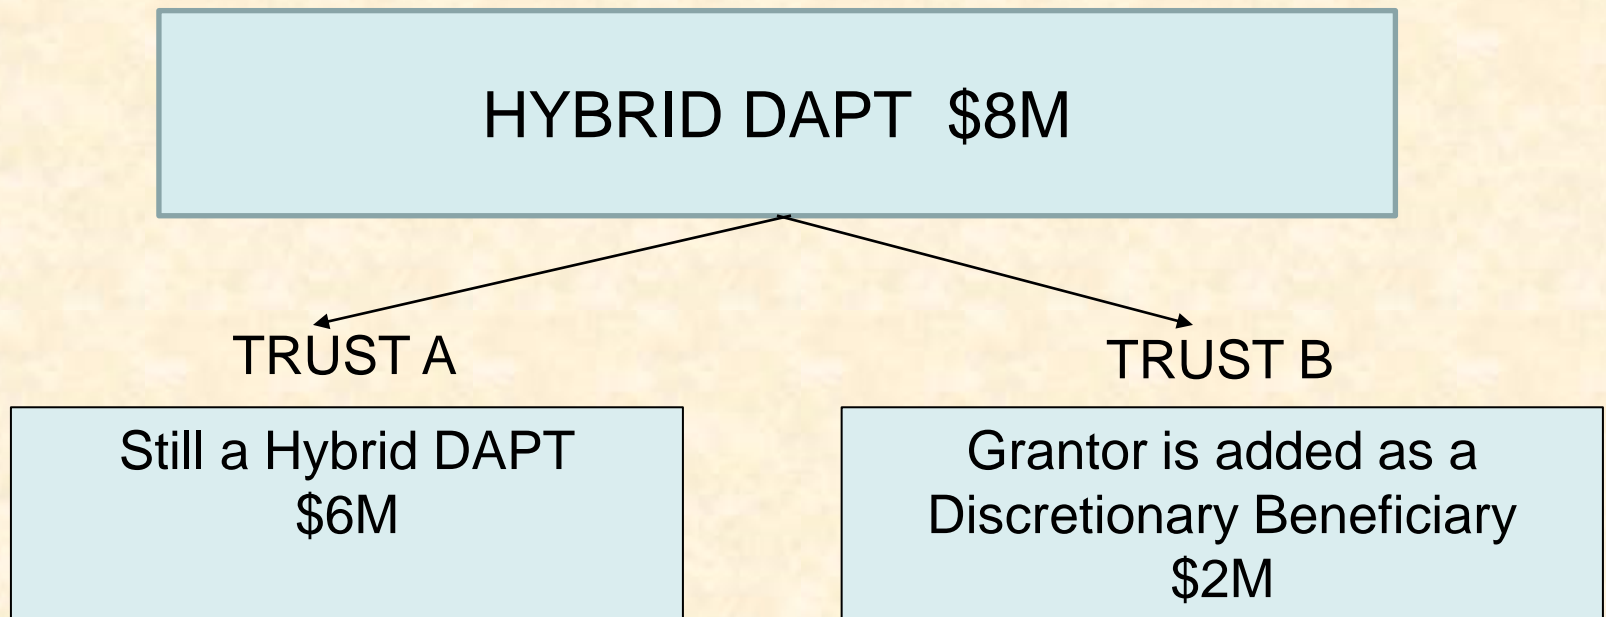 HYBRID DAPT $8M
TRUST A
TRUST B
Still a Hybrid DAPT
$6M
Grantor is added as a
Discretionary Beneficiary
$2M